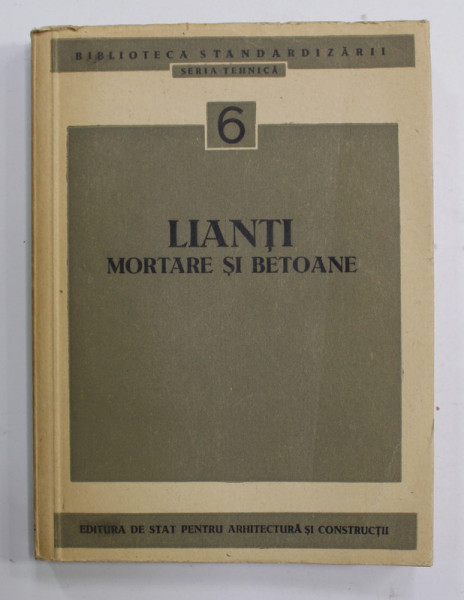 BIBLIOTECA STANDARDIZĂRII
SERIA TEHNICĂ
6
LIANȚI
MORTARE ȘI BETOANE
EDITURA DE STAT PENTRU ARHITECTURĂ ȘI CONSTRUCȚII